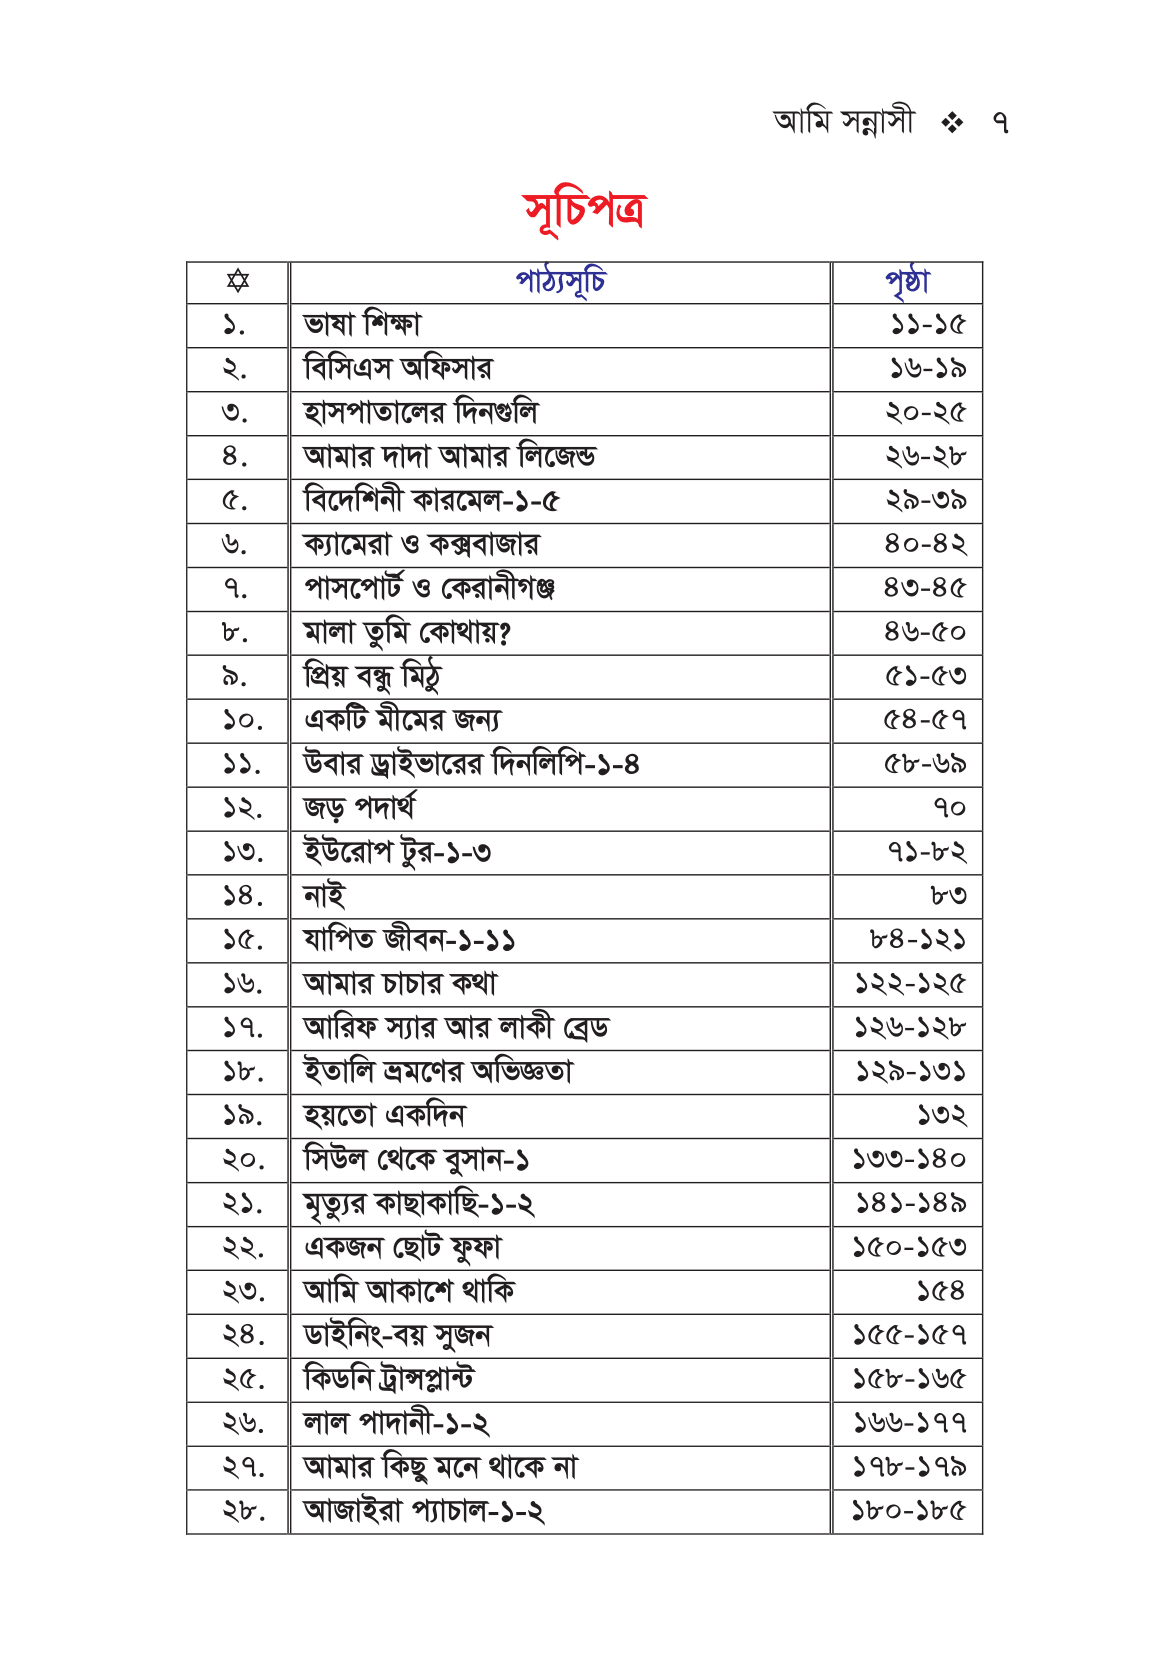 আমি সন্নাসী ❖ ৭
সূচিপত্র
✡ পাঠ্যসূচি পৃষ্ঠা
১. ভাষা শিক্ষা ১১-১৫
২. বিসিএস অফিসার ১৬-১৯
৩. হাসপাতালের দিনগুলি ২০-২৫
৪. আমার দাদা আমার লিজেন্ড ২৬-২৮
৫. বিদেশিনী কারমেল-১-৫ ২৯-৩৯
৬. ক্যামেরা ও কক্সবাজার ৪০-৪২
৭. পাসপোর্ট ও কেরানীগঞ্জ ৪৩-৪৫
৮. মালা তুমি কোথায়? ৪৬-৫০
৯. প্রিয় বন্ধু মিঠু ৫১-৫৩
১০. একটি মীমের জন্য ৫৪-৫৭
১১. উবার ড্রাইভারের দিনলিপি-১-৪ ৫৮-৬৯
১২. জড় পদার্থ ৭০
১৩. ইউরোপ টুর-১-৩ ৭১-৮২
১৪. নাই ৮৩
১৫. যাপিত জীবন-১-১১ ৮৪-১২১
১৬. আমার চাচার কথা ১২২-১২৫
১৭. আরিফ স্যার আর লাকী ব্রেড ১২৬-১২৮
১৮. ইতালি ভ্রমণের অভিজ্ঞতা ১২৯-১৩১
১৯. হয়তো একদিন ১৩২
২০. সিউল থেকে বুসান-১ ১৩৩-১৪০
২১. মৃত্যুর কাছাকাছি-১-২ ১৪১-১৪৯
২২. একজন ছোট ফুফা ১৫০-১৫৩
২৩. আমি আকাশে থাকি ১৫৪
২৪. ডাইনিং-বয় সুজন ১৫৫-১৫৭
২৫. কিডনি ট্রান্সপ্লান্ট ১৫৮-১৬৫
২৬. লাল পাদানী-১-২ ১৬৬-১৭৭
২৭. আমার কিছু মনে থাকে না ১৭৮-১৭৯
২৮. আজাইরা প্যাচাল-১-২ ১৮০-১৮৫